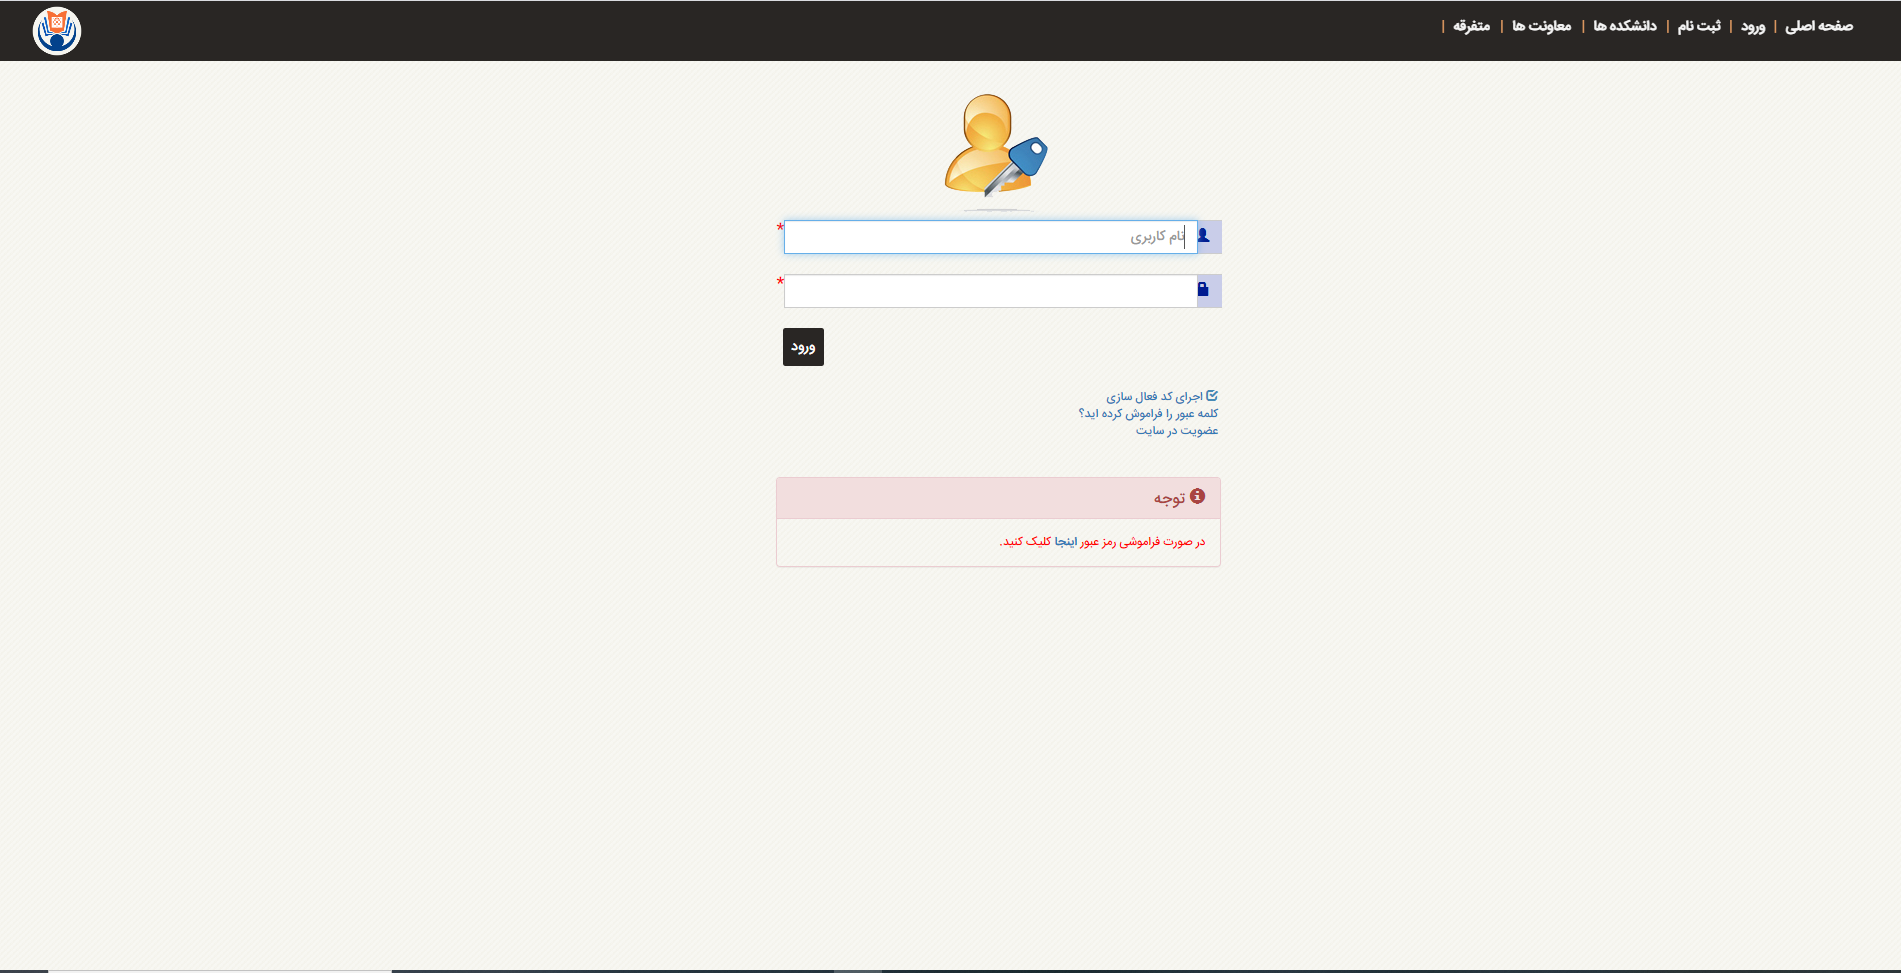 صفحه اصلی | ورود | ثبت نام | دانشکده ها | معاونت ها | متفرقه |
نام کاربری
*
*
ورود
اجرای کد فعال سازی
کلمه عبور را فراموش کرده اید؟
عضویت در سایت
توجه
در صورت فراموشی رمز عبور اینجا کلیک کنید.